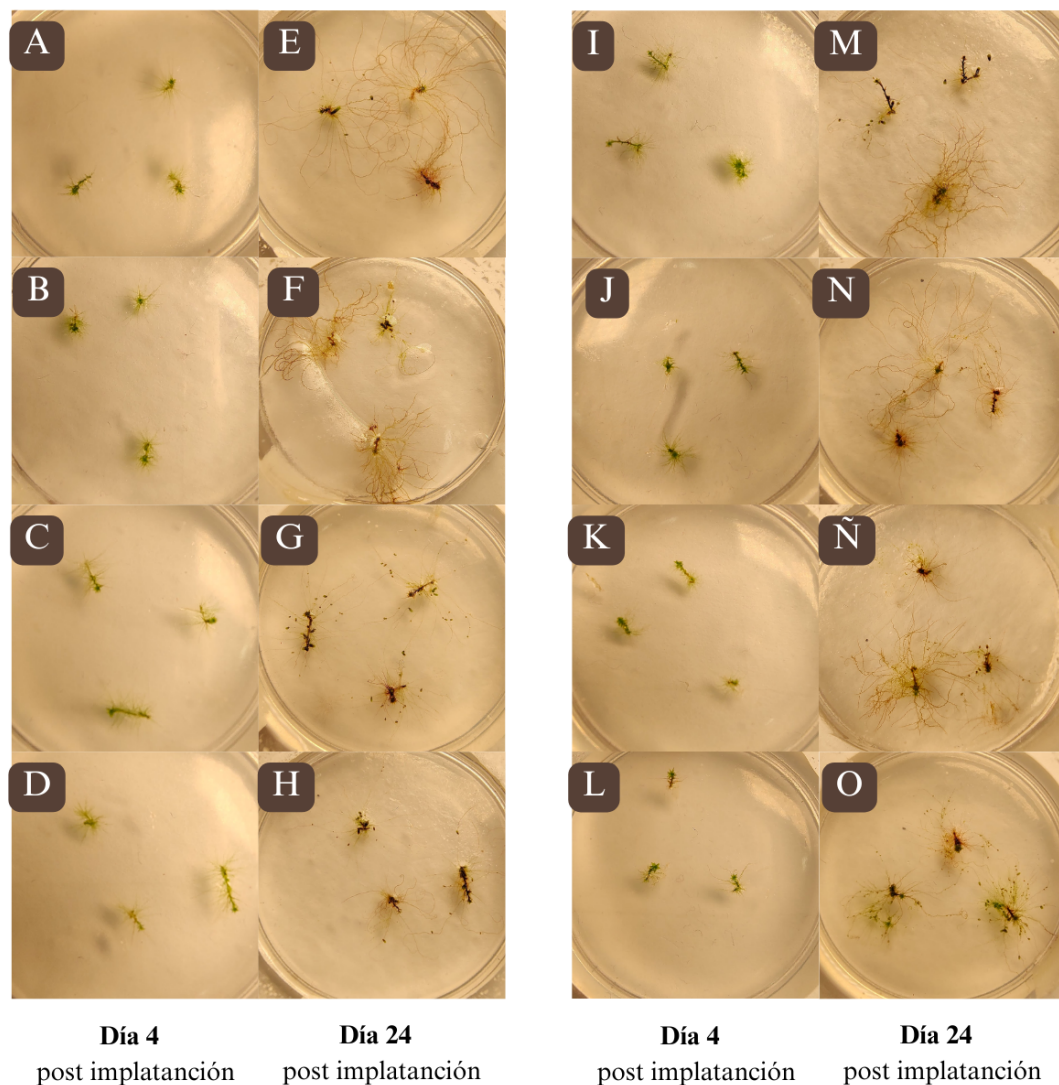 A
E
I
M
B
F
J
N
C
G
K
Ñ
D
H
L
O
Día 4
post implatanción
Día 24
post implatanción
Día 4
post implatanción
Día 24
post implatanción